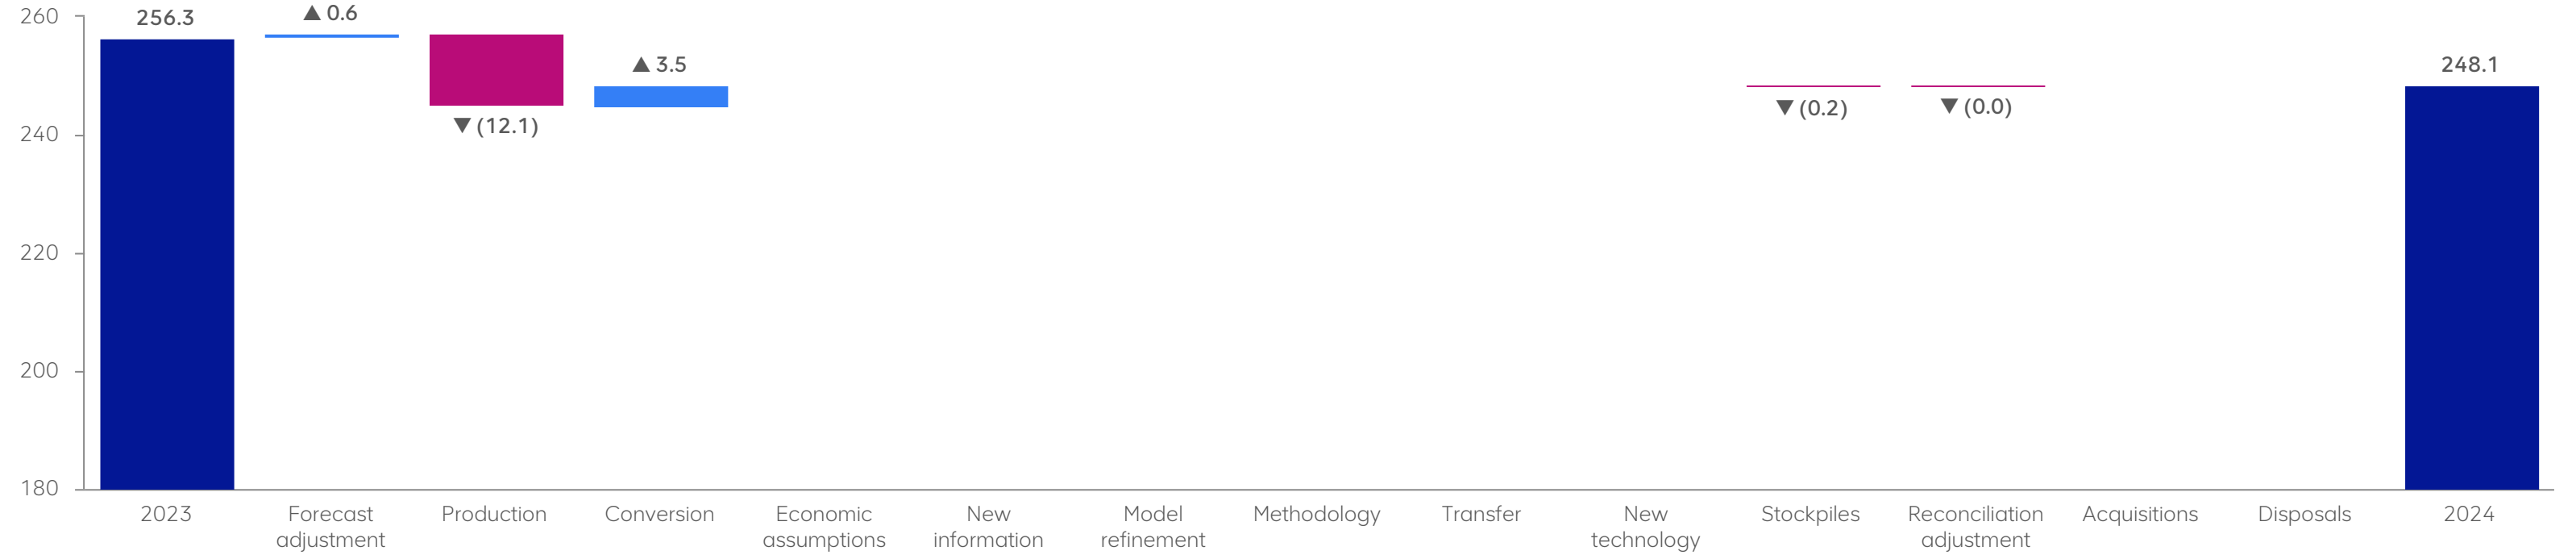 260
240
220
200
180
256.3
▲ 0.6
▼ (12.1)
▲ 3.5
▼ (0.2)
▼ (0.0)
248.1
2023
Forecast
adjustment
Production
Conversion
Economic
assumptions
New
information
Model
refinement
Methodology
Transfer
New
technology
Stockpiles
Reconciliation
adjustment
Acquisitions
Disposals
2024